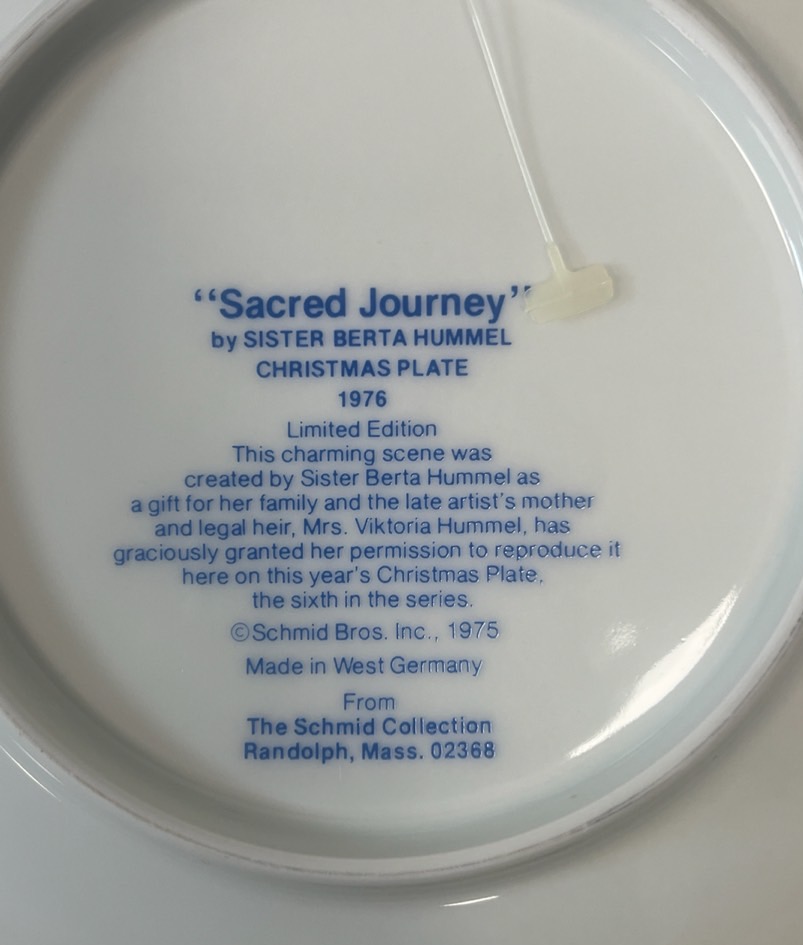 “Sacred Journey”
by SISTER BERTA HUMMEL
CHRISTMAS PLATE
1976
Limited Edition
This charming scene was
created by Sister Berta Hummel as
a gift for her family and the late artist's mother
and legal heir, Mrs. Viktoria Hummel, has
graciously granted her permission to reproduce it
here on this year's Christmas Plate,
the sixth in the series.
©Schmid Bros. Inc., 1975
Made in West Germany
From
The Schmid Collection
Randolph, Mass. 02368